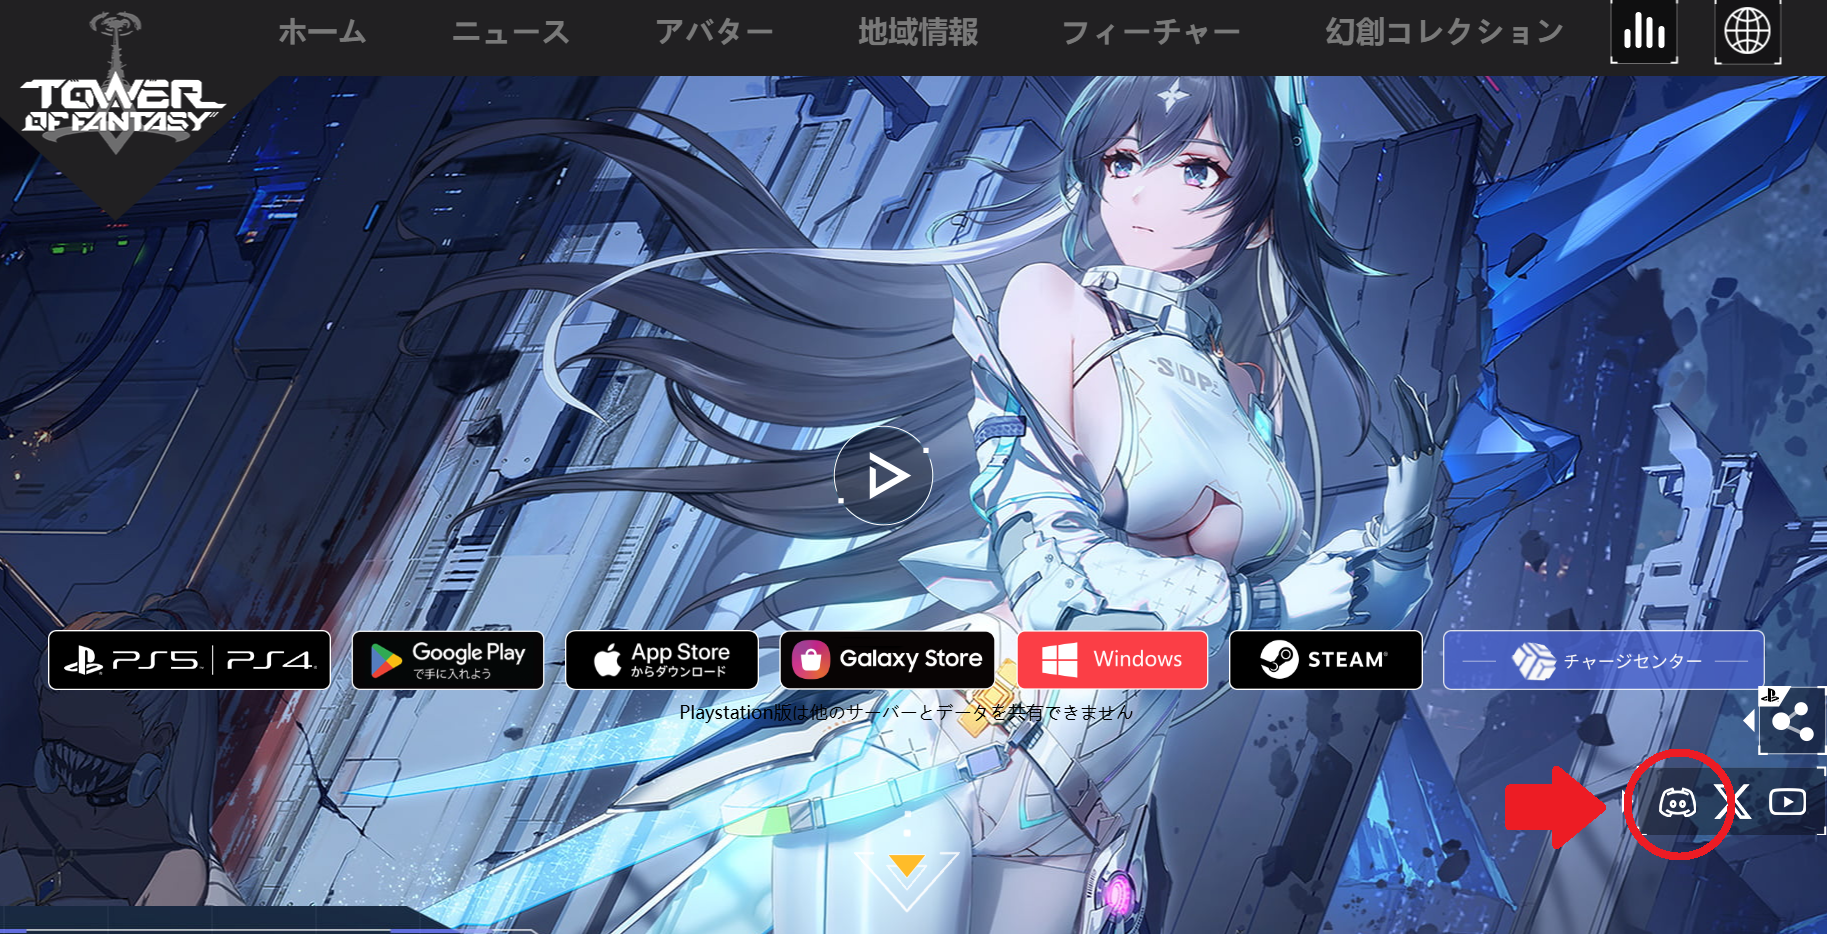 ホーム ニュース アバター 地域情報 フィーチャー 幻創コレクション
TOWER
OF FANTASY
SDP
PS5 PS4
Google Play
で手に入れよう
App Store
からダウンロード
Galaxy Store
Windows
STEAM
チャージセンター
Playstation版は他のサーバーとデータを共有できません